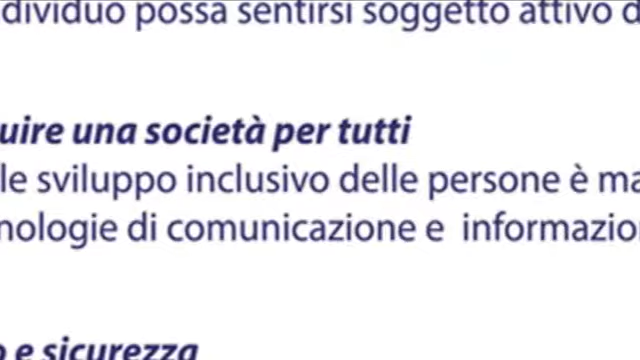 dividuo possa sentirsi soggetto attivo d
uire una società per tutti
le sviluppo inclusivo delle persone è ma
nologie di comunicazione e informazion
o e sicurezza